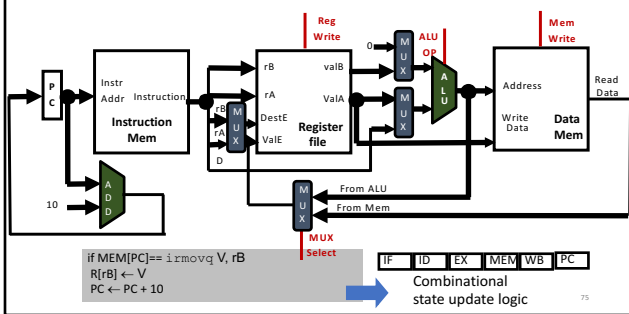 Reg
Write
ALU
OP
Mem
Write
0
M
U
X
P
C
Instr
Addr
Instruction
Instruction
Mem
rB
rA
rB
rA
D
M
U
X
DestE
ValE
valB
ValA
Register
file
M
U
X
A
L
U
Address
Write
Data
Data
Mem
Read
Data
10
A
D
D
M
U
X
From ALU
From Mem
MUX
Select
if MEM[PC]== irmovq V, rB
R[rB] ← V
PC ← PC + 10
IF ID EX MEM WB PC
Combinational
state update logic
75